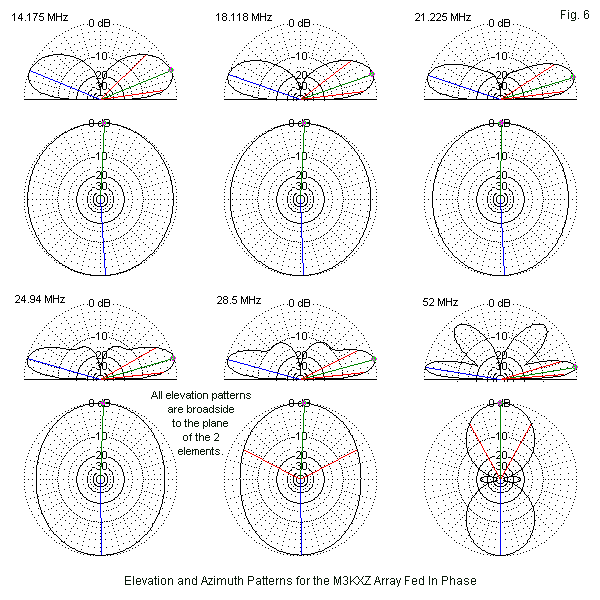 14.175 MHz
0 dB
-10
20
30
18.118 MHz
0 dB
-10
20
30
21.225 MHz
0 dB
-10
20
30
Fig. 6
0 dB
-10
20
30
0 dB
-10
20
30
0 dB
-10
20
30
24.94 MHz
0 dB
-10
20
30
28.5 MHz
0 dB
-10
20
30
52 MHz
0 dB
-10
20
30
0 dB
-10
20
30
All elevation patterns
are broadside
to the plane
of the 2
elements.
0 dB
-10
20
30
0 dB
-10
20
30
Elevation and Azimuth Patterns for the M3KXZ Array Fed In Phase